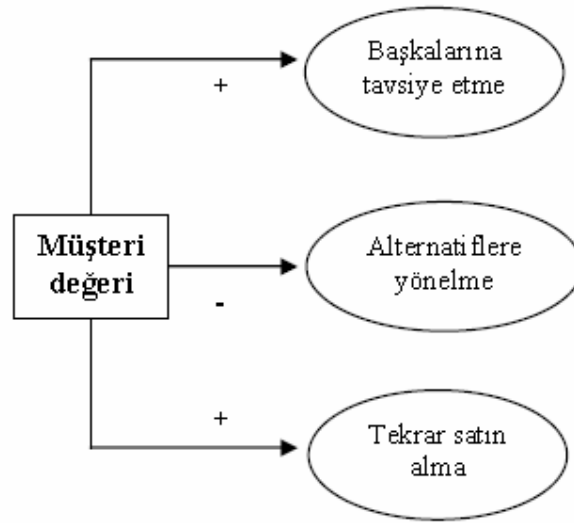 Başkalarına
tavsiye etme
+
Müşteri
değeri
Alternatiflere
yönelme
-
+
Tekrar satın
alma